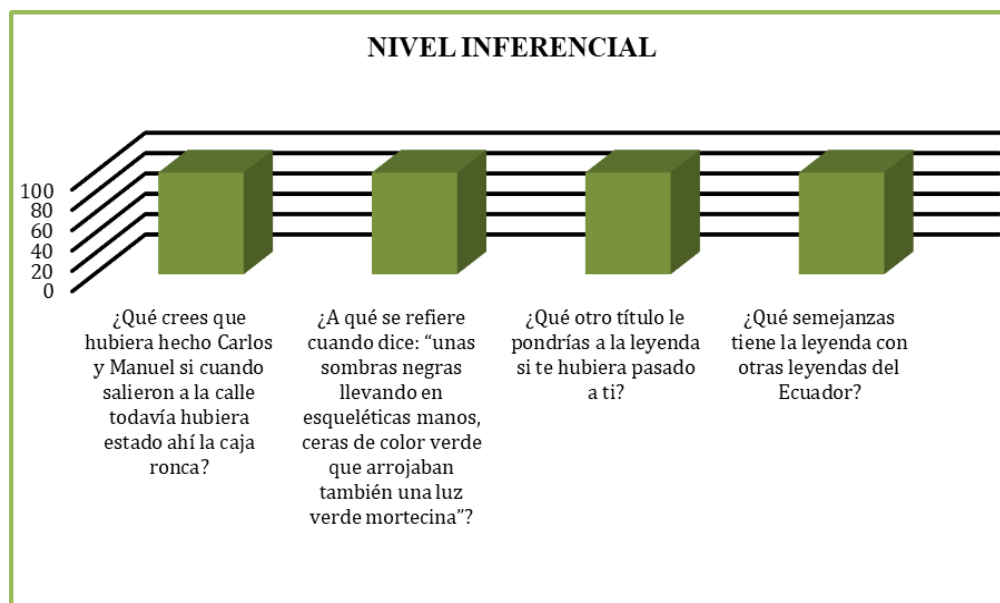 NIVEL INFERENCIAL
100
80
60
40
20
0
¿Qué crees que
hubiera hecho Carlos
y Manuel si cuando
salieron a la calle
todavía hubiera
estado ahí la caja
ronca?
¿A qué se refiere
cuando dice: “unas
sombras negras
llevando en
esqueléticas manos,
ceras de color verde
que arrojaban
también una luz
verde mortecina”?
¿Qué otro título le
pondrías a la leyenda
si te hubiera pasado
a ti?
¿Qué semejanzas
tiene la leyenda con
otras leyendas del
Ecuador?